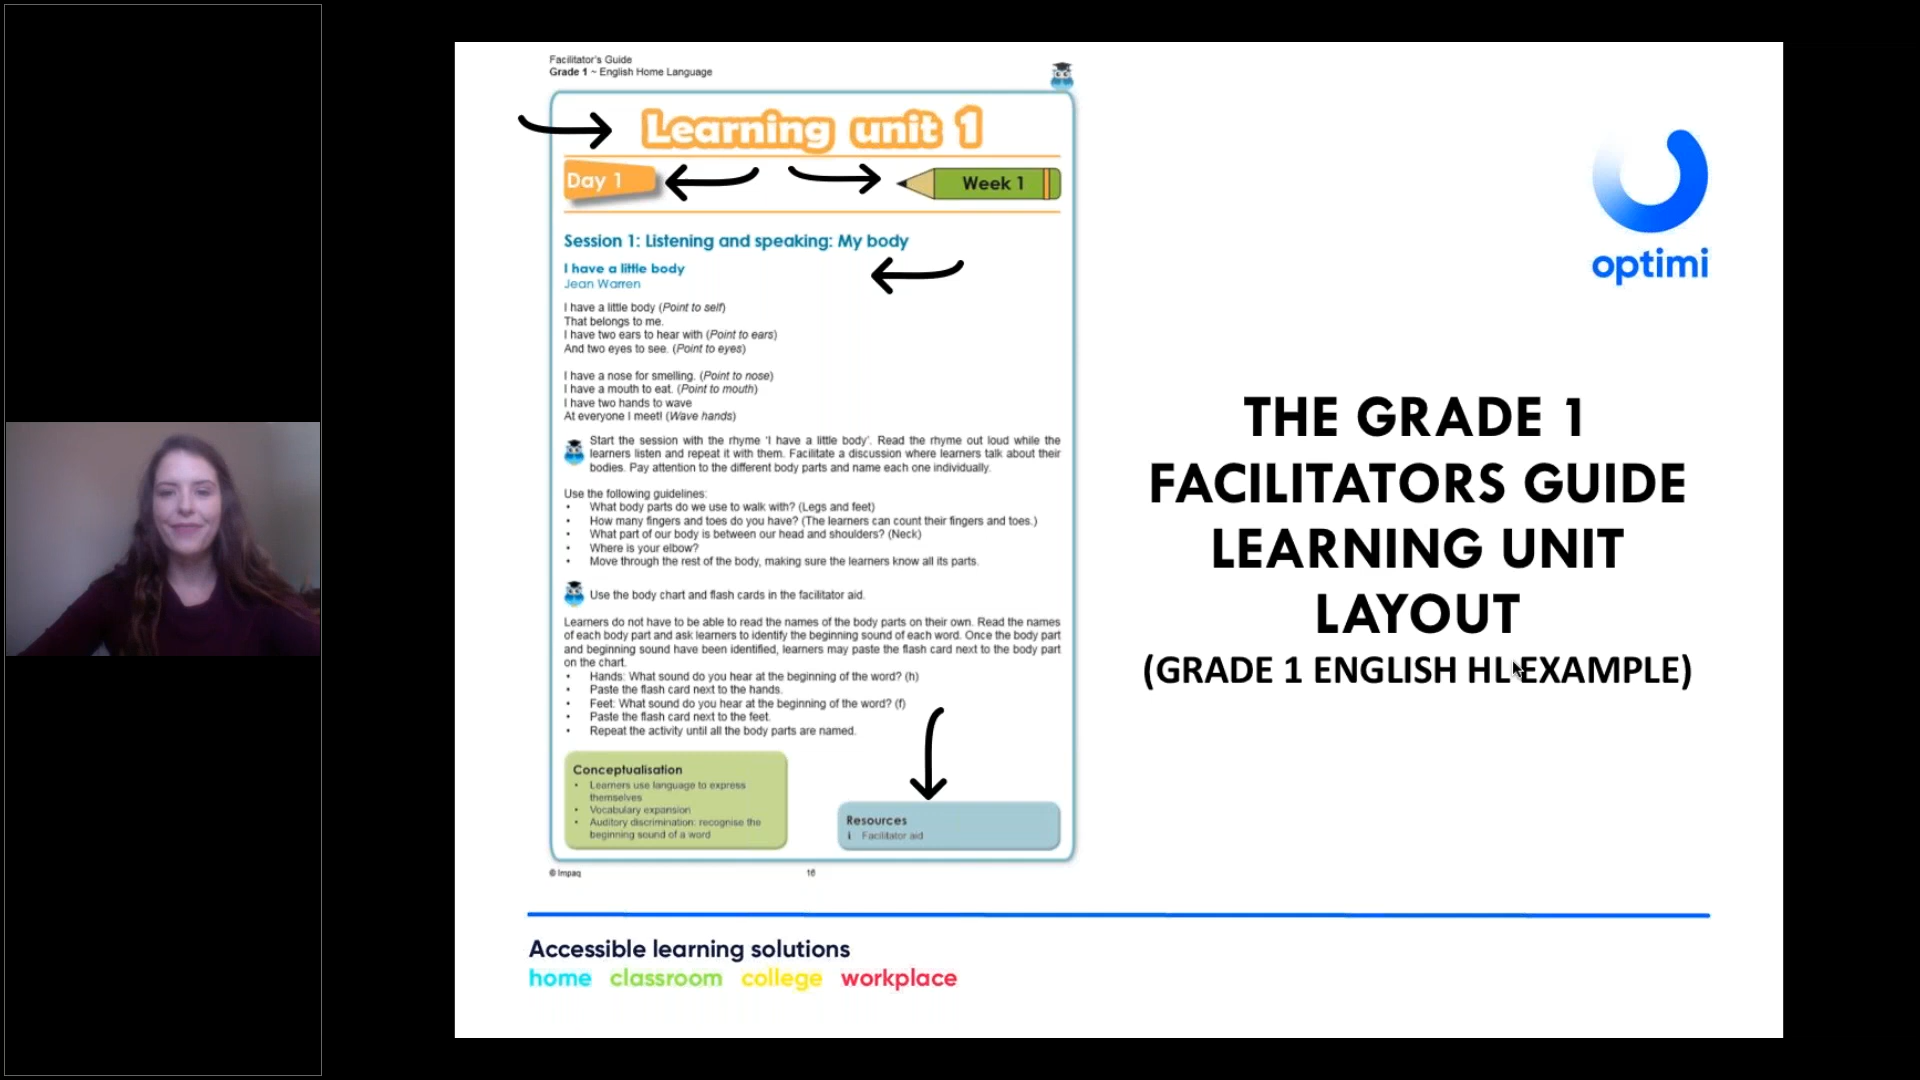 Facilitator's Guide
Grade 1 ~ English Home Language
Learning unit 1
Day 1
Week 1
Session 1: Listening and speaking: My body
I have a little body
Jean Warren
I have a little body (Point to self)
That belongs to me.
I have two ears to hear with (Point to ears)
And two eyes to see. (Point to eyes)
I have a nose for smelling. (Point to nose)
I have a mouth to eat. (Point to mouth)
I have two hands to wave
At everyone I meet! (Wave hands)
Start the session with the rhyme 'I have a little body'. Read the rhyme out loud while the
learners listen and repeat it with them. Facilitate a discussion where learners talk about their
bodies. Pay attention to the different body parts and name each one individually.
Use the following guidelines:
• What body parts do we use to walk with? (Legs and feet)
• How many fingers and toes do you have? (The learners can count their fingers and toes.)
• What part of our body is between our head and shoulders? (Neck)
• Where is your elbow?
• Move through the rest of the body, making sure the learners know all its parts.
Use the body chart and flash cards in the facilitator aid.
Learners do not have to be able to read the names of the body parts on their own. Read the names
of each body part and ask learners to identify the beginning sound of each word. Once the body part
and beginning sound have been identified, learners may paste the flash card next to the body part
on the chart.
• Hands: What sound do you hear at the beginning of the word? (h)
• Paste the flash card next to the hands.
• Feet: What sound do you hear at the beginning of the word? (f)
• Paste the flash card next to the feet.
• Repeat the activity until all the body parts are named.
Conceptualisation
• Learners use language to express
themselves
• Vocabulary expansion
• Auditory discrimination: recognise the
beginning sound of a word
Resources
i Facilitator aid
© Impaq
16
optimi
THE GRADE 1
FACILITATORS GUIDE
LEARNING UNIT
LAYOUT
(GRADE 1 ENGLISH HL EXAMPLE)
Accessible learning solutions
home classroom college workplace